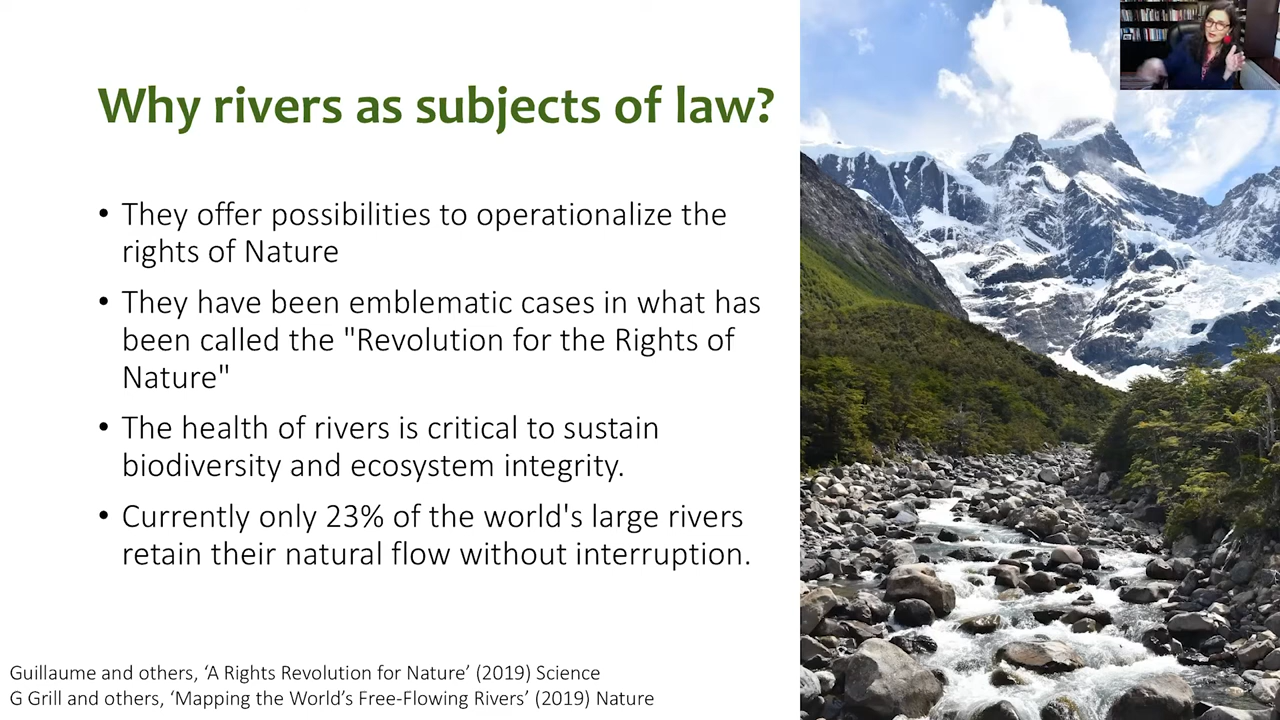 Why rivers as subjects of law?
• They offer possibilities to operationalize the
rights of Nature
• They have been emblematic cases in what has
been called the "Revolution for the Rights of
Nature"
• The health of rivers is critical to sustain
biodiversity and ecosystem integrity.
• Currently only 23% of the world's large rivers
retain their natural flow without interruption.
Guillaume and others, ‘A Rights Revolution for Nature’ (2019) Science
G Grill and others, ‘Mapping the World’s Free-Flowing Rivers’ (2019) Nature